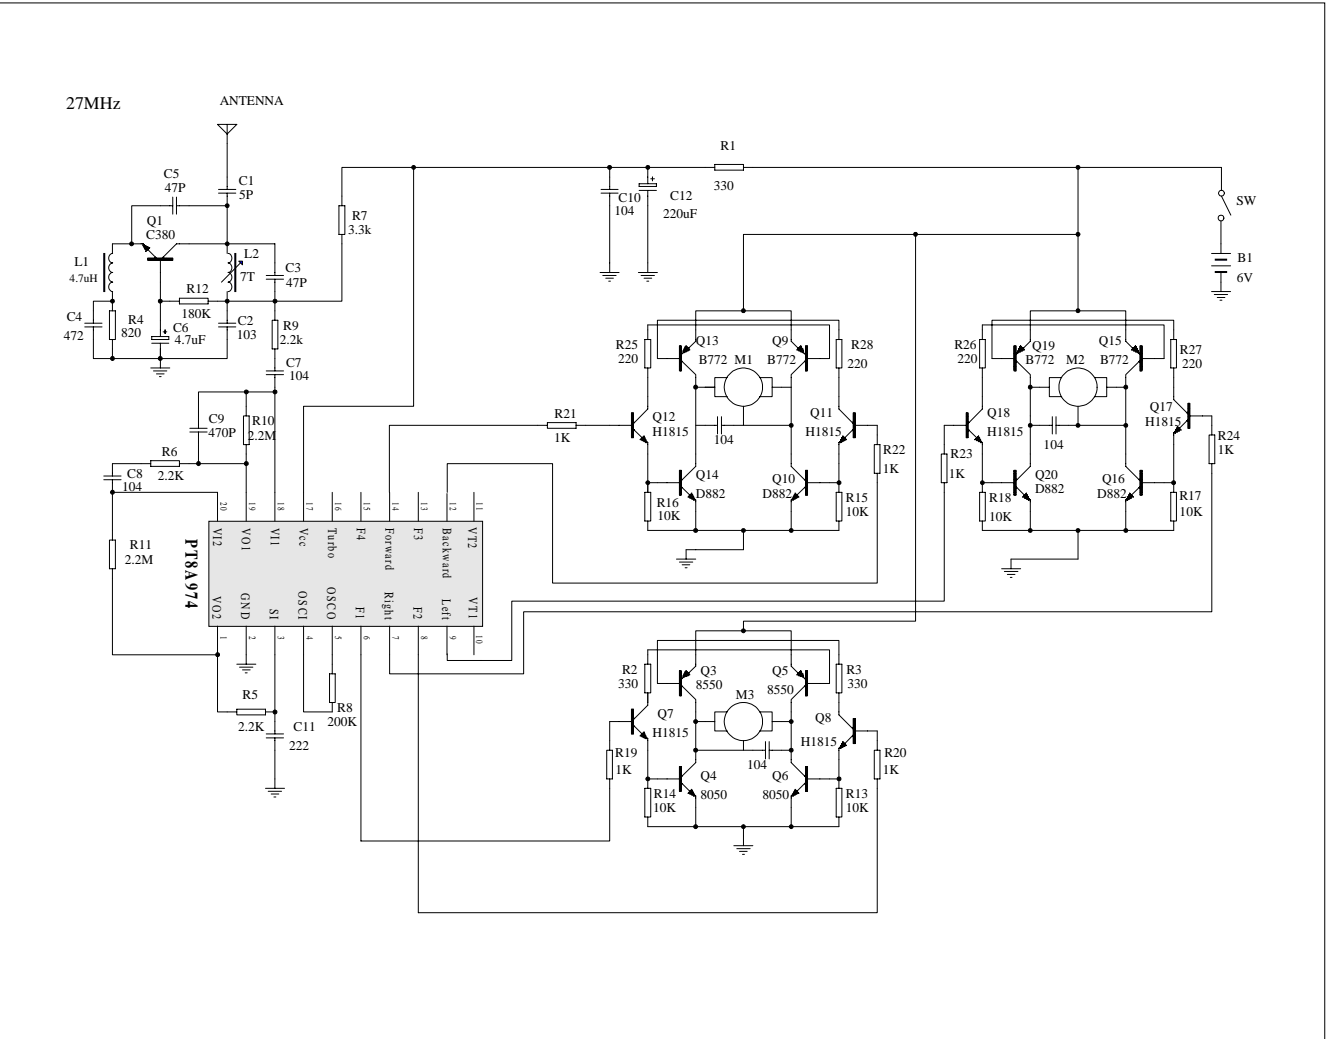 27MHz
ANTENNA
C5
47P
C1
5P
Q1
C380
L1
4.7uH
L2
7T
C3
47P
R12
180K
C4
472
R4
820
C6
+
4.7uF
C2
103
R9
2.2k
C7
104
R7
3.3k
C9
470P
R10
2.2M
R6
2.2K
C8
104
R11
2.2M
C10
104
+
C12
220uF
R1
330
SW
B1
6V
20
19
18
17
16
15
14
13
12
11
VI2
VO1
VI1
Vcc
Turbo
F4
Forward
F3
Backward
VT2
PT8A974
VO2
GND
SI
OSCI
OSCO
F1
Right
F2
Left
VT1
1
2
3
4
5
6
7
8
9
10
R5
2.2K
C11
222
R8
200K
R21
1K
R25
220
Q13
B772
M1
Q9
B772
R28
220
Q12
H1815
104
Q11
H1815
R22
1K
Q14
D882
Q10
D882
R16
10K
R15
10K
R26
220
Q19
B772
M2
Q15
B772
R27
220
Q18
H1815
104
Q17
H1815
R24
1K
R23
1K
Q20
D882
Q16
D882
R18
10K
R17
10K
R2
330
Q3
8550
M3
Q5
8550
R3
330
Q7
H1815
104
Q8
H1815
R19
1K
R20
1K
Q4
8050
Q6
8050
R14
10K
R13
10K